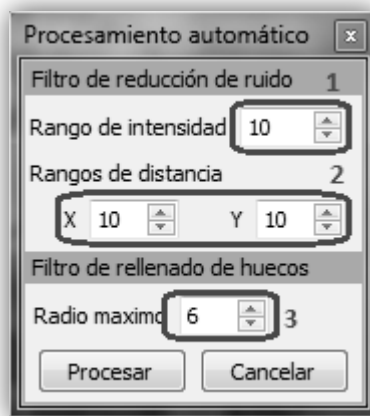 Procesamiento automático x
Filtro de reducción de ruido 1
Rango de intensidad 10
Rangos de distancia 2
X 10 Y 10
Filtro de rellenado de huecos
Radio maximo 6 3
Procesar Cancelar